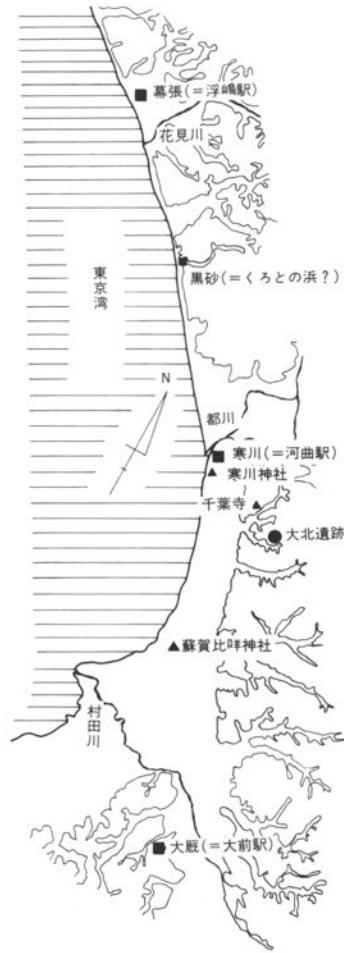 幕張(=浮嶋駅)
花見川
黒砂(=くろとの浜?)
東京湾
N
都川
寒川(=河曲駅)
寒川神社
千葉寺
大北遺跡
蘇賀比咩神社
村田川
大厩(=大前駅)